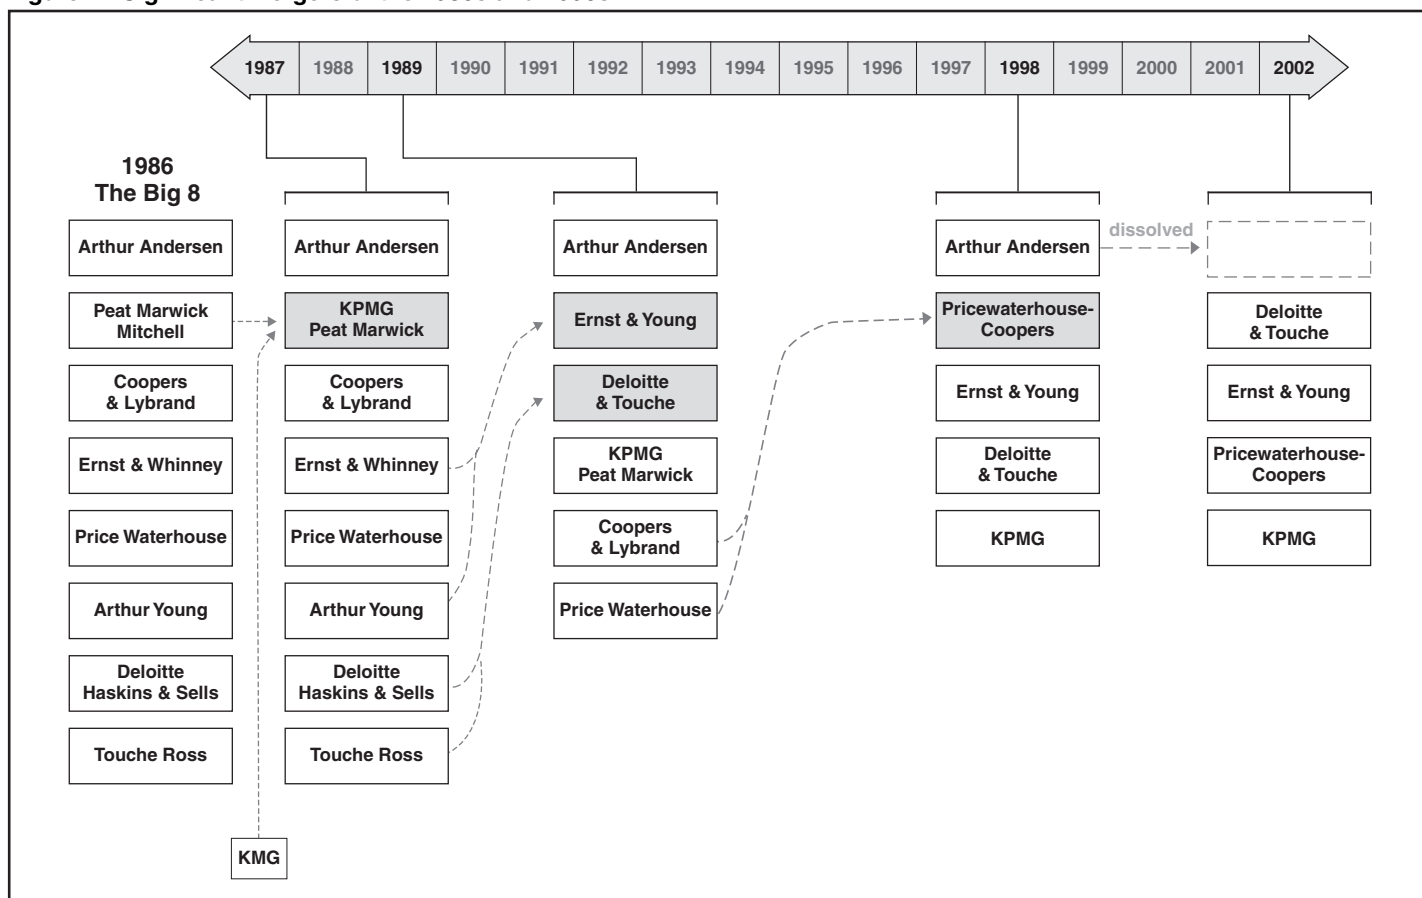 1987 1988 1989 1990 1991 1992 1993 1994 1995 1996 1997 1998 1999 2000 2001 2002
1986
The Big 8
Arthur Andersen
Peat Marwick
Mitchell
Coopers
& Lybrand
Ernst & Whinney
Price Waterhouse
Arthur Young
Deloitte
Haskins & Sells
Touche Ross
KMG
Arthur Andersen
KPMG
Peat Marwick
Coopers
& Lybrand
Ernst & Whinney
Price Waterhouse
Arthur Young
Deloitte
Haskins & Sells
Touche Ross
Arthur Andersen
Ernst & Young
Deloitte
& Touche
KPMG
Peat Marwick
Coopers
& Lybrand
Price Waterhouse
Arthur Andersen
Pricewaterhouse-
Coopers
Ernst & Young
Deloitte
& Touche
KPMG
dissolved
Deloitte
& Touche
Ernst & Young
Pricewaterhouse-
Coopers
KPMG